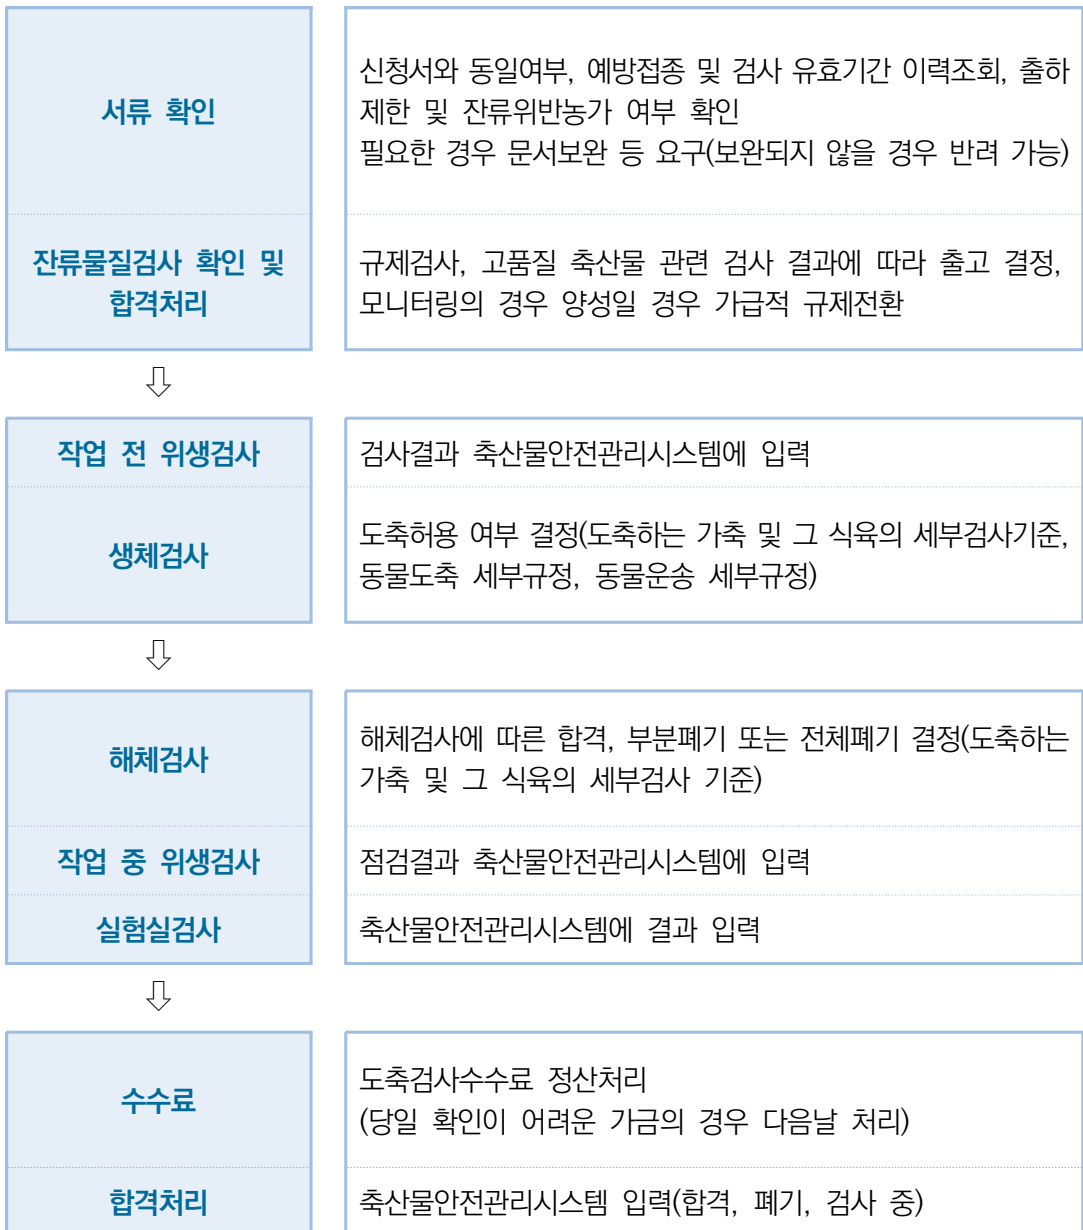 서류 확인
신청서와 동일여부, 예방접종 및 검사 유효기간 이력조회, 출하
제한 및 잔류위반농가 여부 확인
필요한 경우 문서보완 등 요구(보완되지 않을 경우 반려 가능)
잔류물질검사 확인 및
합격처리
규제검사, 고품질 축산물 관련 검사 결과에 따라 출고 결정,
모니터링의 경우 양성일 경우 가급적 규제전환
⇩
작업 전 위생검사
검사결과 축산물안전관리시스템에 입력
생체검사
도축허용 여부 결정(도축하는 가축 및 그 식육의 세부검사기준,
동물도축 세부규정, 동물운송 세부규정)
⇩
해체검사
해체검사에 따른 합격, 부분폐기 또는 전체폐기 결정(도축하는
가축 및 그 식육의 세부검사 기준)
작업 중 위생검사
점검결과 축산물안전관리시스템에 입력
실험실검사
축산물안전관리시스템에 결과 입력
⇩
수수료
도축검사수수료 정산처리
(당일 확인이 어려운 가금의 경우 다음날 처리)
합격처리
축산물안전관리시스템 입력(합격, 폐기, 검사 중)